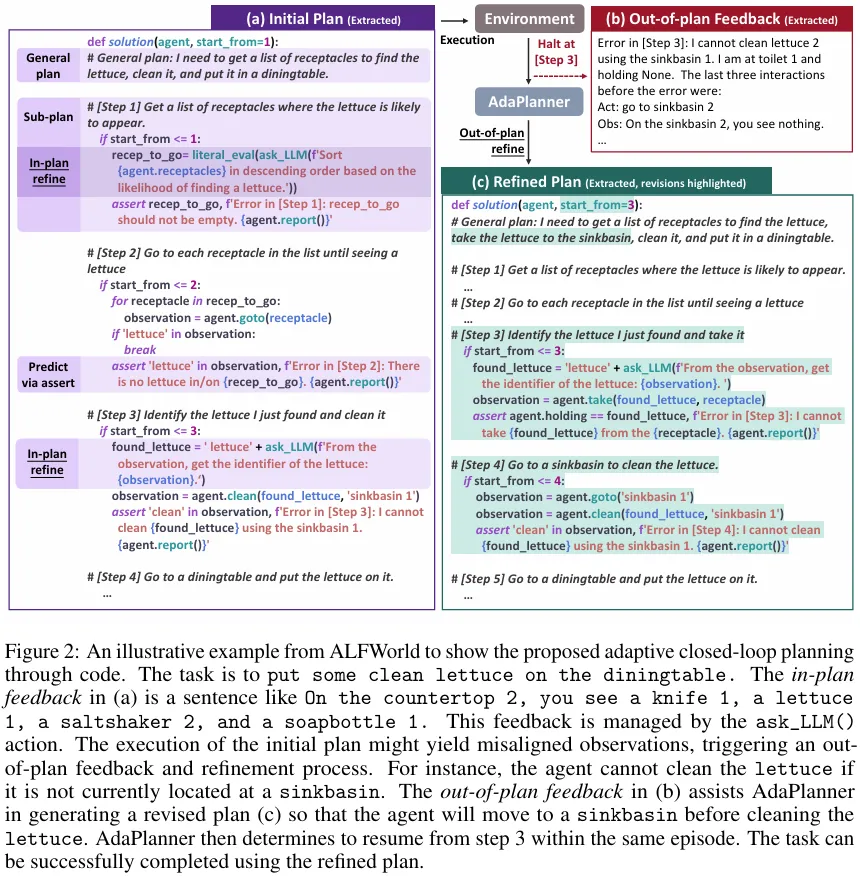 (a) Initial Plan (Extracted)
def solution(agent, start_from=1):
General plan
# General plan: I need to get a list of receptacles to find the
lettuce, clean it, and put it in a diningtable.
Sub-plan
# [Step 1] Get a list of receptacles where the lettuce is likely
to appear.
if start_from <= 1:
In-plan refine
recep_to_go= literal_eval(ask_LLM(f'Sort
{agent.receptacles} in descending order based on the
likelihood of finding a lettuce.'))
assert recep_to_go, f'Error in [Step 1]: recep_to_go
should not be empty. {agent.report()}'
# [Step 2] Go to each receptacle in the list until seeing a
lettuce
if start_from <= 2:
for receptacle in recep_to_go:
observation = agent.goto(receptacle)
if 'lettuce' in observation:
break
Predict via assert
assert 'lettuce' in observation, f'Error in [Step 2]: There
is no lettuce in/on {recep_to_go}. {agent.report()}'
# [Step 3] Identify the lettuce I just found and clean it
if start_from <= 3:
In-plan refine
found_lettuce = ' lettuce' + ask_LLM(f'From the
observation, get the identifier of the lettuce:
{observation}.')
observation = agent.clean(found_lettuce, 'sinkbasin 1')
assert 'clean' in observation, f'Error in [Step 3]: I cannot
clean {found_lettuce} using the sinkbasin 1.
{agent.report()}'
# [Step 4] Go to a diningtable and put the lettuce on it.
...
Execution
Environment
Halt at
[Step 3]
AdaPlanner
Out-of-plan
refine
(b) Out-of-plan Feedback (Extracted)
Error in [Step 3]: I cannot clean lettuce 2
using the sinkbasin 1. I am at toilet 1 and
holding None. The last three interactions
before the error were:
Act: go to sinkbasin 2
Obs: On the sinkbasin 2, you see nothing.
...
(c) Refined Plan (Extracted, revisions highlighted)
def solution(agent, start_from=3):
# General plan: I need to get a list of receptacles to find the lettuce,
take the lettuce to the sinkbasin, clean it, and put it in a diningtable.
# [Step 1] Get a list of receptacles where the lettuce is likely to appear.
...
# [Step 2] Go to each receptacle in the list until seeing a lettuce
...
# [Step 3] Identify the lettuce I just found and take it
if start_from <= 3:
found_lettuce = 'lettuce' + ask_LLM(f'From the observation, get
the identifier of the lettuce: {observation}. ')
observation = agent.take(found_lettuce, receptacle)
assert agent.holding == found_lettuce, f'Error in [Step 3]: I cannot
take {found_lettuce} from the {receptacle}. {agent.report()}'
# [Step 4] Go to a sinkbasin to clean the lettuce.
if start_from <= 4:
observation = agent.goto('sinkbasin 1')
observation = agent.clean(found_lettuce, 'sinkbasin 1')
assert 'clean' in observation, f'Error in [Step 4]: I cannot clean
{found_lettuce} using the sinkbasin 1. {agent.report()}'
# [Step 5] Go to a diningtable and put the lettuce on it.
...
Figure 2: An illustrative example from ALFWorld to show the proposed adaptive closed-loop planning
through code. The task is to put some clean lettuce on the diningtable. The in-plan
feedback in (a) is a sentence like On the countertop 2, you see a knife 1, a lettuce
1, a saltshaker 2, and a soapbottle 1. This feedback is managed by the ask_LLM()
action. The execution of the initial plan might yield misaligned observations, triggering an out-
of-plan feedback and refinement process. For instance, the agent cannot clean the lettuce if
it is not currently located at a sinkbasin. The out-of-plan feedback in (b) assists AdaPlanner
in generating a revised plan (c) so that the agent will move to a sinkbasin before cleaning the
lettuce. AdaPlanner then determines to resume from step 3 within the same episode. The task can
be successfully completed using the refined plan.